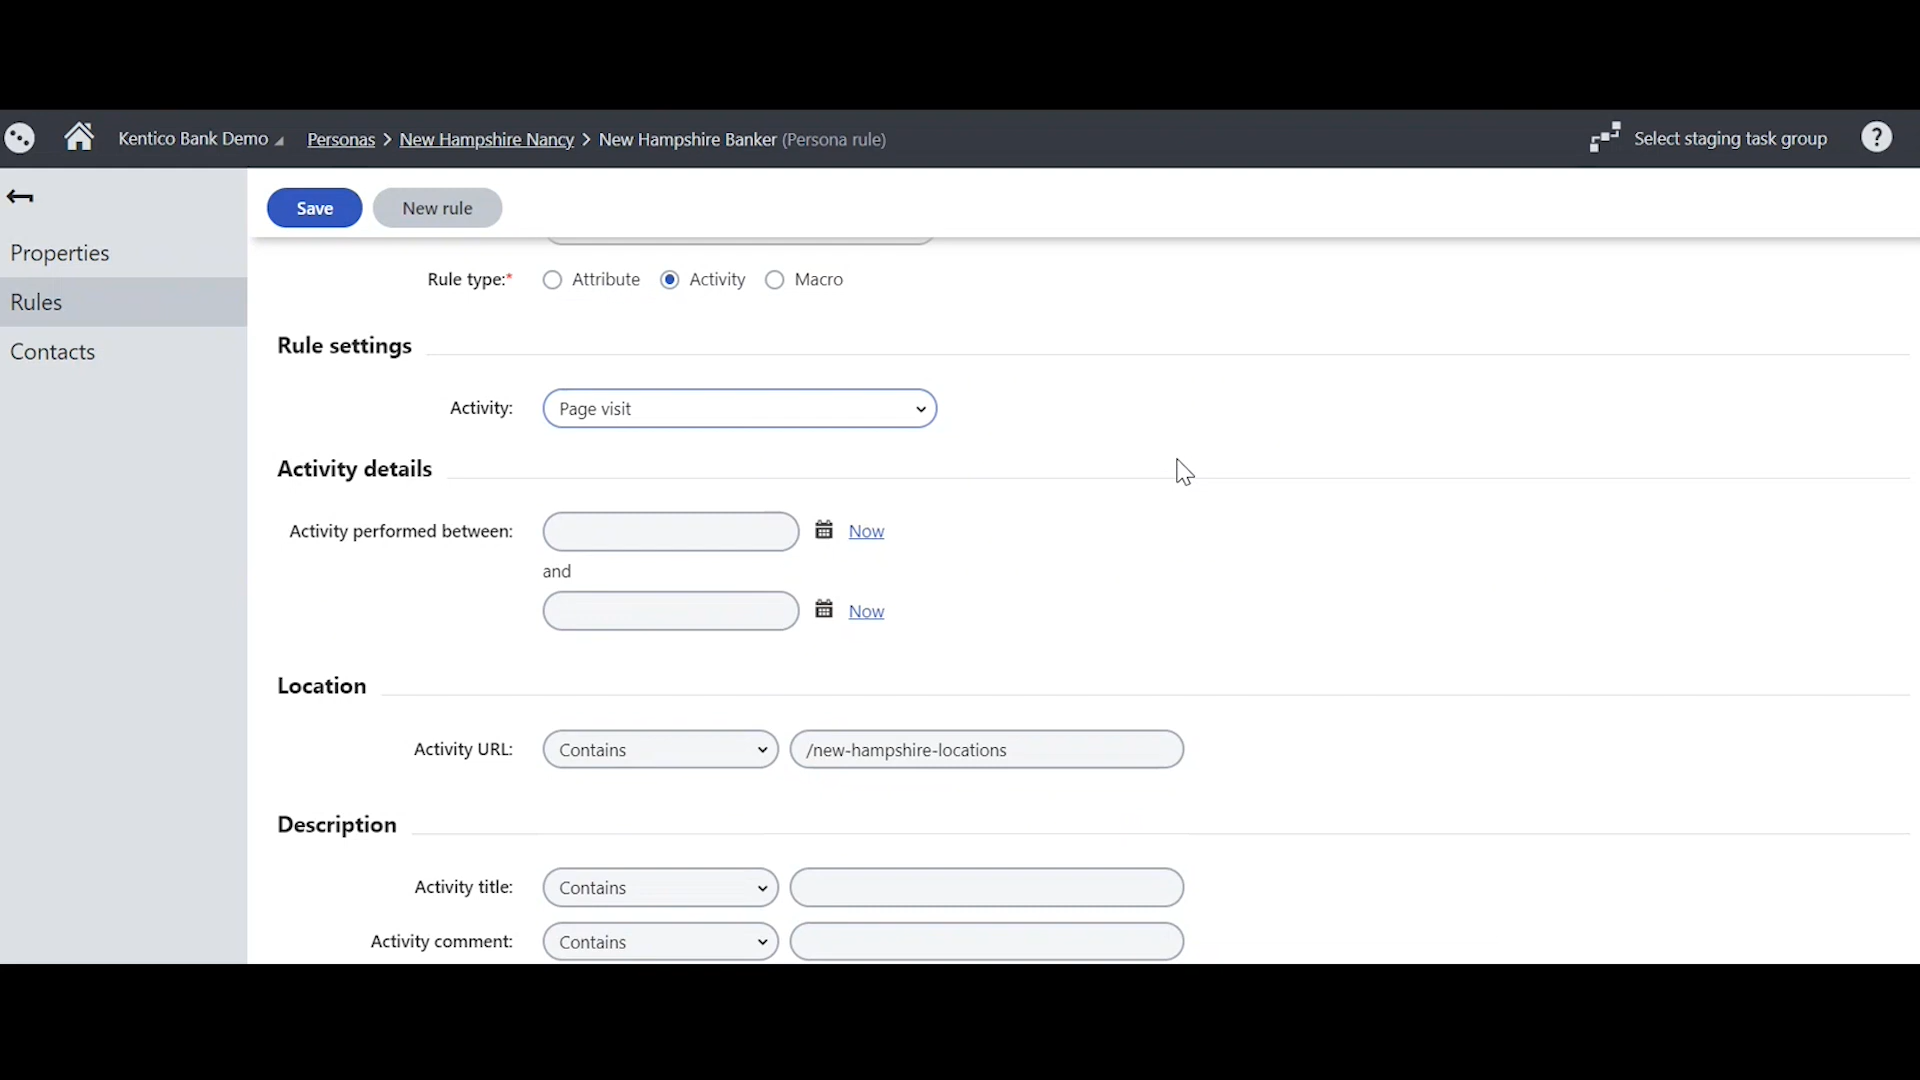 Kentico Bank Demo Personas > New Hampshire Nancy > New Hampshire Banker (Persona rule) Select staging task group ?
Save New rule
Properties
Rules
Contacts
Rule type:* Attribute Activity Macro
Rule settings
Activity: Page visit
Activity details
Activity performed between: Now
and
Now
Location
Activity URL: Contains /new-hampshire-locations
Description
Activity title: Contains
Activity comment: Contains